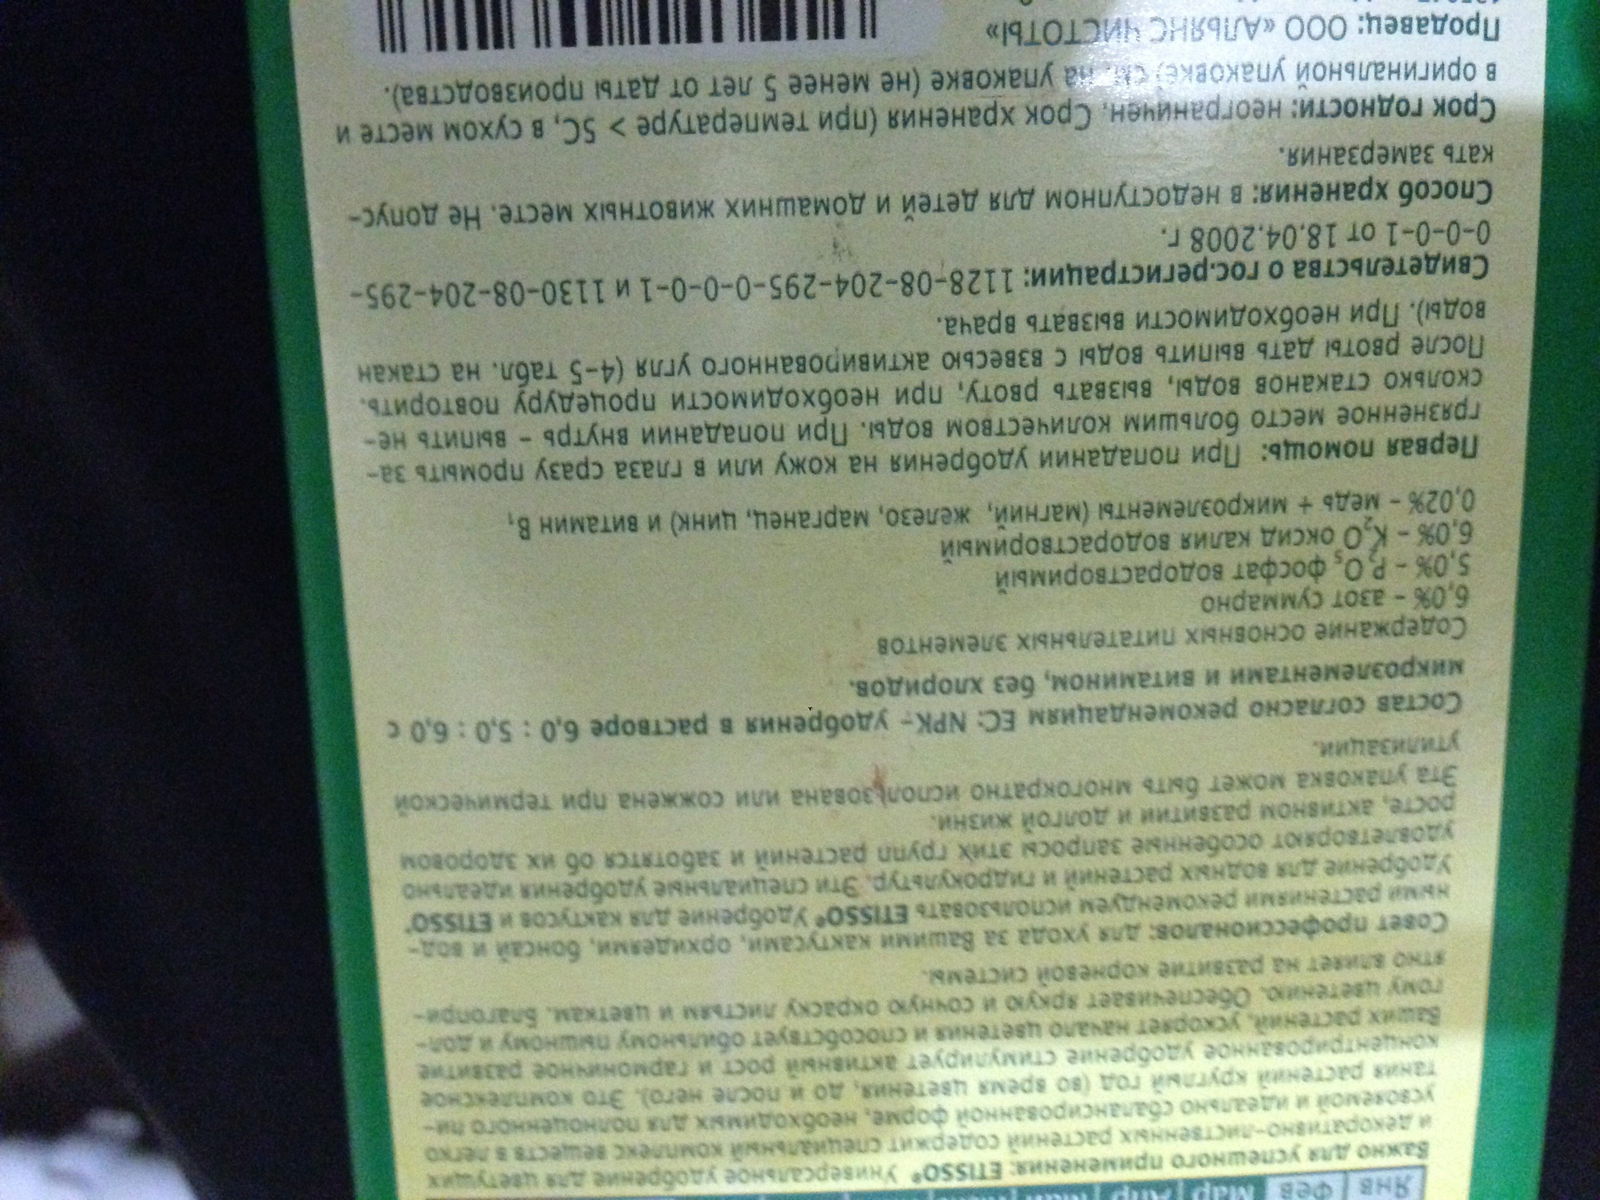 Янв Фев Мар Апр
Важно для успешного применения: ETISSO® Универсальное удобрение для цветущих
и декоративно-лиственных растений содержит специальный комплекс веществ в легко
усвояемой и идеально сбалансированной форме, необходимых для полноценного пи-
тания растений круглый год (во время цветения, до и после него). Это комплексное
концентрированное удобрение стимулирует активный рост и гармоничное развитие
Ваших растений, ускоряет начало цветения и способствует обильному пышному и дол-
гому цветению. Обеспечивает яркую и сочную окраску листьям и цветкам. Благопри-
ятно влияет на развитие корневой системы.
Совет профессионалов: для ухода за Вашими кактусами, орхидеями, бонсай и вод-
ными растениями рекомендуем использовать ETISSO® Удобрение для кактусов и ETISSO®
Удобрение для водных растений и гидрокультур. Эти специальные удобрения идеально
удовлетворяют особенные запросы этих групп растений и заботятся об их здоровом
росте, активном развитии и долгой жизни.
Эта упаковка может быть многократно использована или сожжена при термической
утилизации.
Состав согласно рекомендациям ЕС: NPK- удобрения в растворе 6,0 : 5,0 : 6,0 с
микроэлементами и витамином, без хлоридов.
Содержание основных питательных элементов
6,0% - азот суммарно
5,0% - P₂O₅ фосфат водорастворимый
6,0% - K₂O оксид калия водорастворимый
0,02% - медь + микроэлементы (магний, железо, марганец, цинк) и витамин B₁
Первая помощь: При попадании удобрения на кожу или в глаза сразу промыть за-
грязненное место большим количеством воды. При попадании внутрь - выпить не-
сколько стаканов воды, вызвать рвоту, при необходимости процедуру повторить.
После рвоты дать выпить воды с взвесью активированного угля (4-5 табл. на стакан
воды). При необходимости вызвать врача.
Свидетельства о гос.регистрации: 1128-08-204-295-0-0-0-1 и 1130-08-204-295-
0-0-0-1 от 18.04.2008 г.
Способ хранения: в недоступном для детей и домашних животных месте. Не допус-
кать замерзания.
Срок годности: неограничен. Срок хранения (при температуре > 5С, в сухом месте и
в оригинальной упаковке) см. на упаковке (не менее 5 лет от даты производства).
Продавец: ООО «АЛЬЯНС ЧИСТОТЫ»